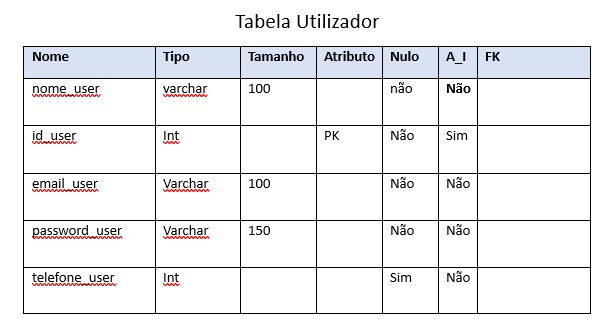 Tabela Utilizador
Nome Tipo Tamanho Atributo Nulo A_I FK
nome_user varchar 100 não Não
id_user Int PK Não Sim
email_user Varchar 100 Não Não
password_user Varchar 150 Não Não
telefone_user Int Sim Não